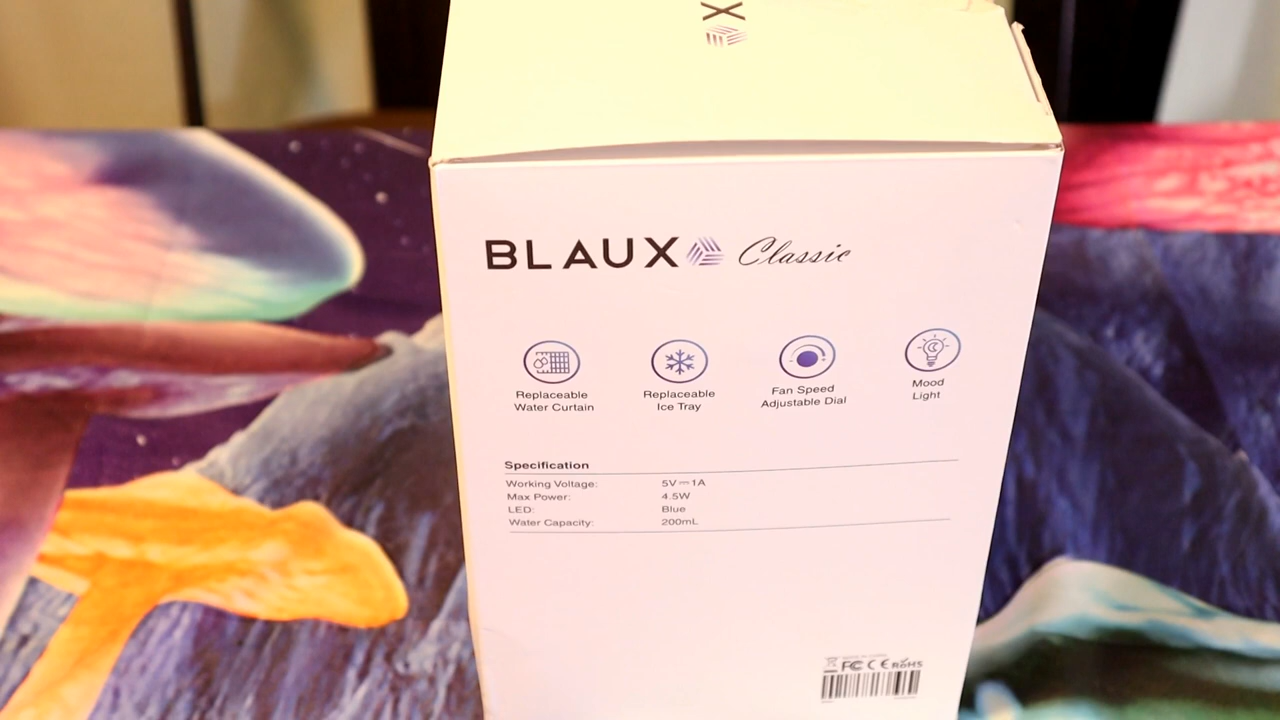 X
BLAUX Classic
Replaceable
Water Curtain
Replaceable
Ice Tray
Fan Speed
Adjustable Dial
Mood
Light
Specification
Working Voltage: 5V⎓1A
Max Power: 4.5W
LED: Blue
Water Capacity: 200mL
FC CE RoHS